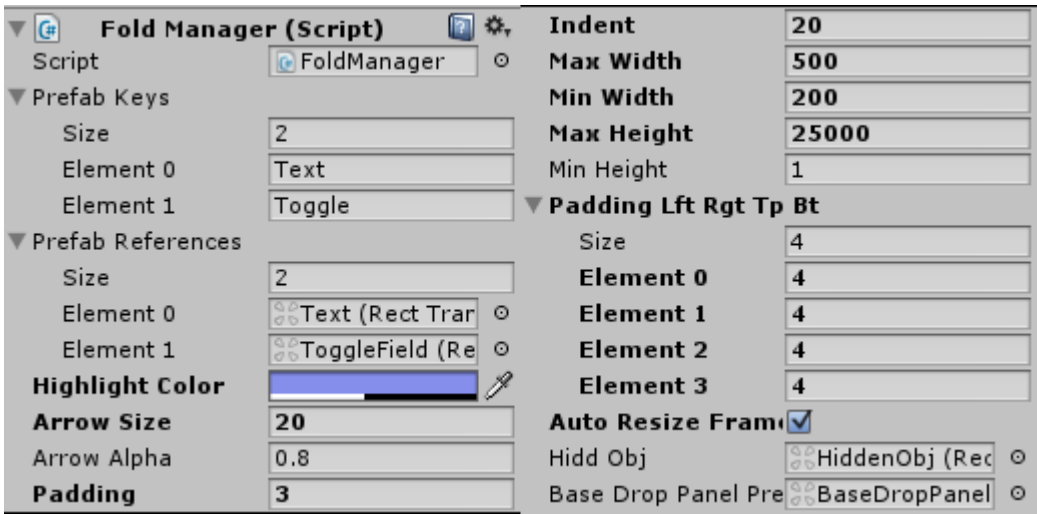 Fold Manager (Script)
Script FoldManager
Prefab Keys
Size 2
Element 0 Text
Element 1 Toggle
Prefab References
Size 2
Element 0 Text (Rect Tran
Element 1 ToggleField (Re
Highlight Color
Arrow Size 20
Arrow Alpha 0.8
Padding 3
Indent 20
Max Width 500
Min Width 200
Max Height 25000
Min Height 1
Padding Lft Rgt Tp Bt
Size 4
Element 0 4
Element 1 4
Element 2 4
Element 3 4
Auto Resize Frame
Hidd Obj HiddenObj (Rec
Base Drop Panel Pre BaseDropPanel